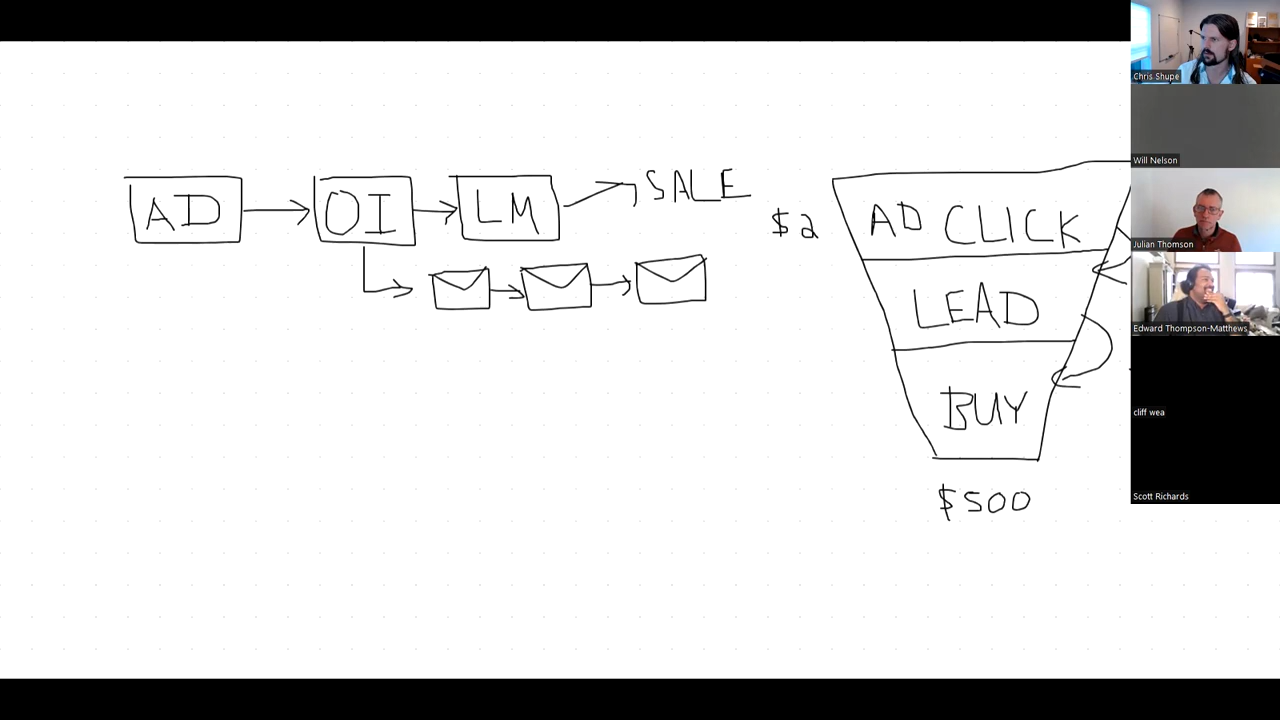 AD
OI
LM
SALE
$2
AD CLICK
LEAD
BUY
$500
Chris Shupe
Will Nelson
Julian Thomson
Edward Thompson-Matthews
cliff wea
Scott Richards